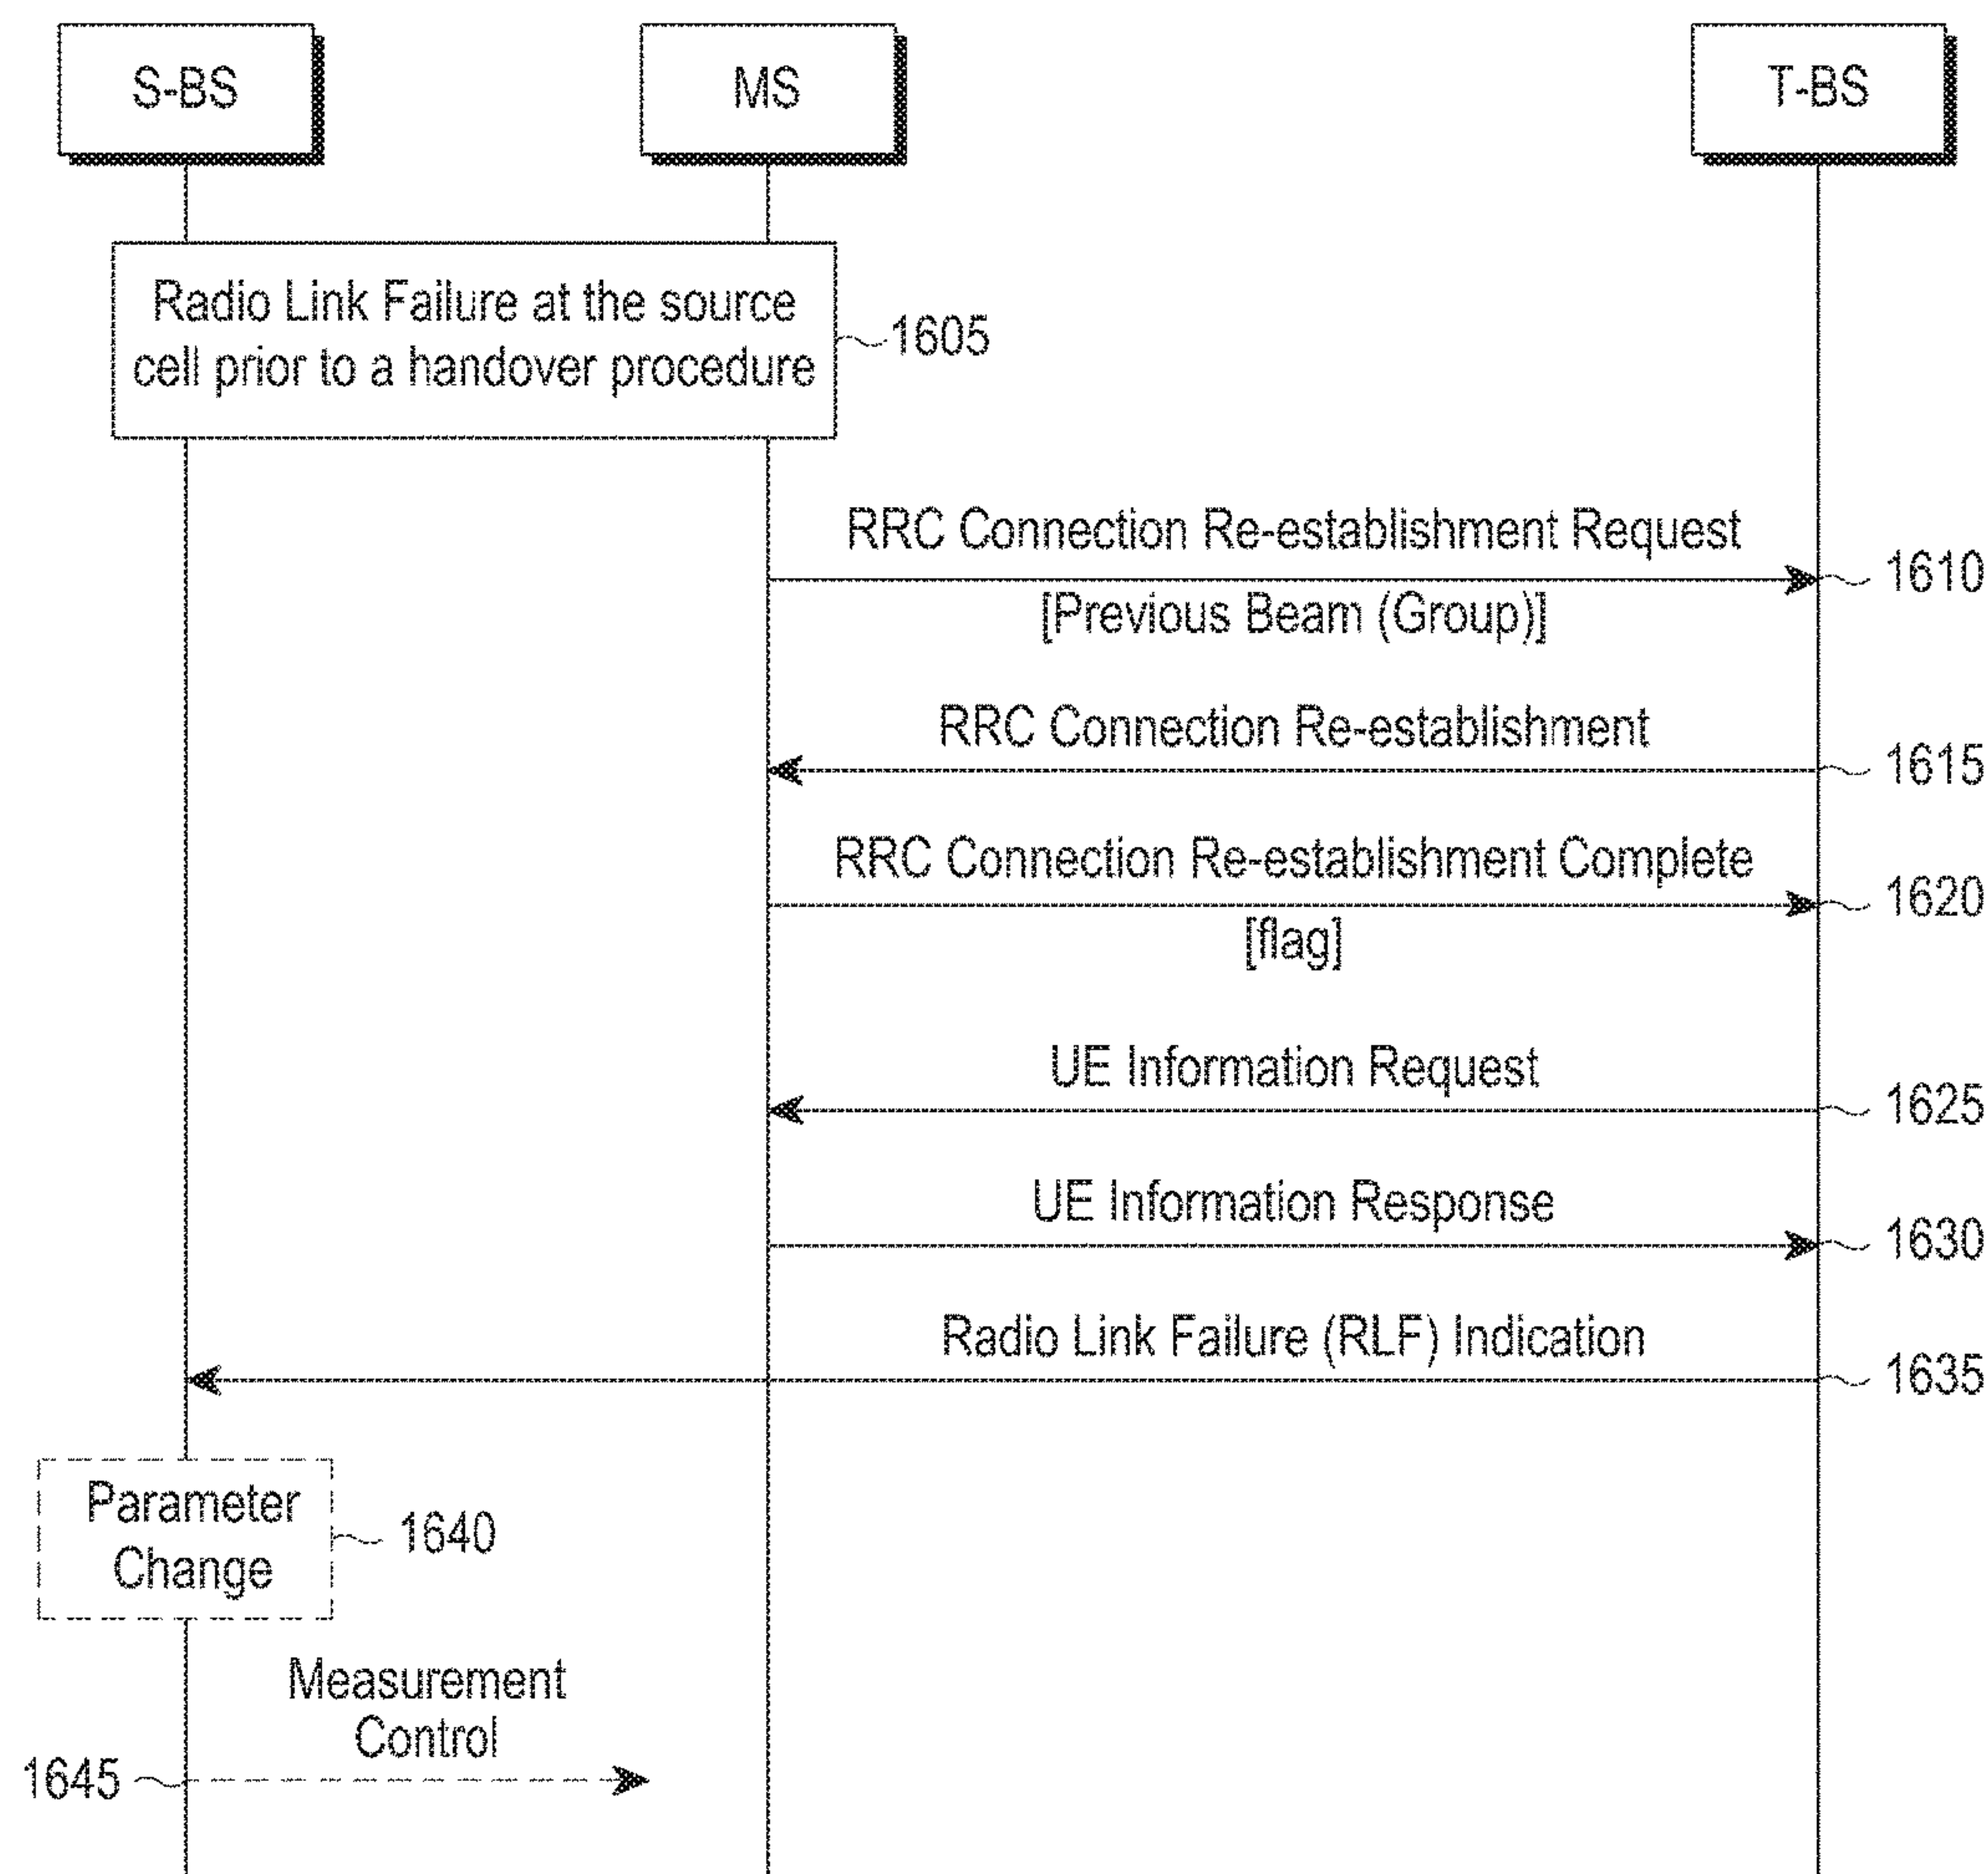 S-BS
MS
T-BS
Radio Link Failure at the source
cell prior to a handover procedure
1605
RRC Connection Re-establishment Request
1610
[Previous Beam (Group)]
RRC Connection Re-establishment
1615
RRC Connection Re-establishment Complete
1620
[flag]
UE Information Request
1625
UE Information Response
1630
Radio Link Failure (RLF) Indication
1635
Parameter
Change
1640
Measurement
Control
1645